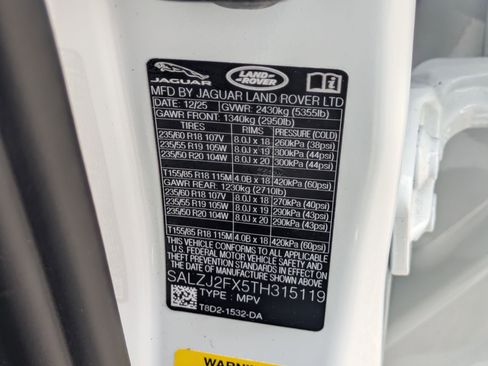 JAGUAR LAND-ROVER
MFD BY JAGUAR LAND ROVER LTD
DATE: 12/25 GVWR: 2430kg (5355lb)
GAWR FRONT: 1340kg (2950lb)
TIRES RIMS PRESSURE (COLD)
235/60 R18 107V 8.0J x 18 260kPa (38psi)
235/55 R19 105W 8.0J x 19 300kPa (44psi)
235/50 R20 104W 8.0J x 20 300kPa (44psi)
T155/85 R18 115M 4.0B x 18 420kPa (60psi)
GAWR REAR: 1230kg (2710lb)
235/60 R18 107V 8.0J x 18 270kPa (40psi)
235/55 R19 105W 8.0J x 19 290kPa (43psi)
235/50 R20 104W 8.0J x 20 290kPa (43psi)
T155/85 R18 115M 4.0B x 18 420kPa (60psi)
THIS VEHICLE CONFORMS TO ALL APPLICABLE
U.S. FEDERAL MOTOR VEHICLE SAFETY AND
THEFT PREVENTION STANDARDS IN EFFECT ON
THE DATE OF MANUFACTURE SHOWN ABOVE.
SALZJ2FX5TH315119
TYPE: MPV
T8D2-1532-DA
WARNING